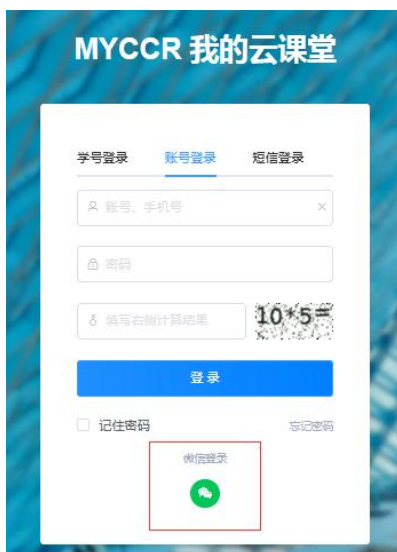 MYCCR 我的云课堂
学号登录 账号登录 短信登录
账号、手机号
密码
填写右侧计算结果 10*5=
登录
记住密码 忘记密码
微信登录